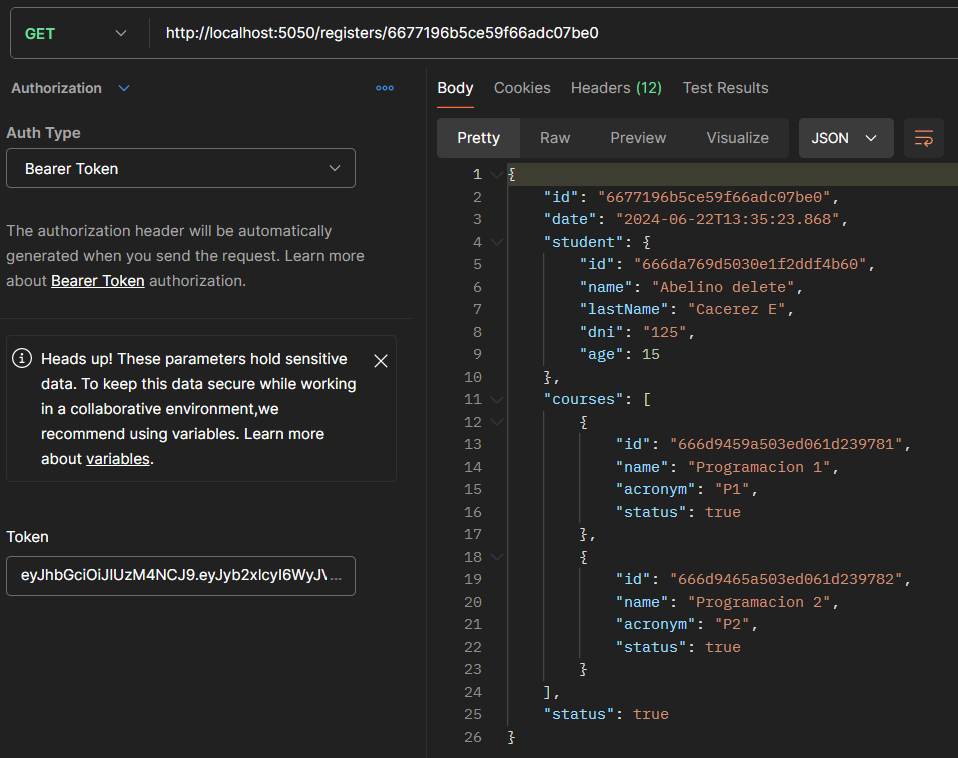 GET http://localhost:5050/registers/6677196b5ce59f66adc07be0
Authorization
Auth Type
Bearer Token
The authorization header will be automatically
generated when you send the request. Learn more
about Bearer Token authorization.
Heads up! These parameters hold sensitive
data. To keep this data secure while working
in a collaborative environment,we
recommend using variables. Learn more
about variables.
Token
eyJhbGciOiJIUzM4NCJ9.eyJyb2xlcyI6WyJV...
Body Cookies Headers (12) Test Results
Pretty Raw Preview Visualize JSON
1 {
2 "id": "6677196b5ce59f66adc07be0",
3 "date": "2024-06-22T13:35:23.868",
4 "student": {
5 "id": "666da769d5030e1f2ddf4b60",
6 "name": "Abelino delete",
7 "lastName": "Cacerez E",
8 "dni": "125",
9 "age": 15
10 },
11 "courses": [
12 {
13 "id": "666d9459a503ed061d239781",
14 "name": "Programacion 1",
15 "acronym": "P1",
16 "status": true
17 },
18 {
19 "id": "666d9465a503ed061d239782",
20 "name": "Programacion 2",
21 "acronym": "P2",
22 "status": true
23 }
24 ],
25 "status": true
26 }